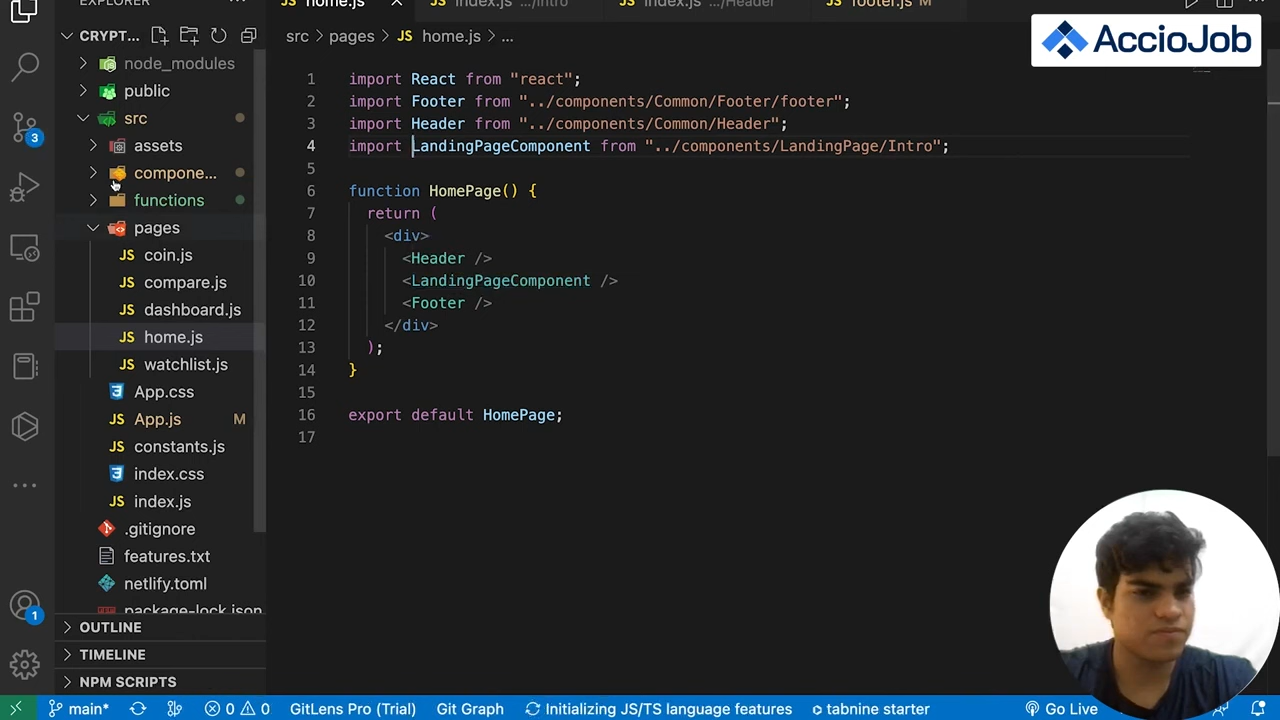 EXPLORER
home.js
index.js .../Intro
index.js .../Header
footer.js M
AccioJob
CRYPT...
src > pages > JS home.js > ...
node_modules
public
src
assets
compone...
functions
pages
JS coin.js
JS compare.js
JS dashboard.js
JS home.js
JS watchlist.js
App.css
JS App.js M
JS constants.js
index.css
JS index.js
.gitignore
features.txt
netlify.toml
package-lock.json
OUTLINE
TIMELINE
NPM SCRIPTS
3
1
1 import React from "react";
2 import Footer from "../components/Common/Footer/footer";
3 import Header from "../components/Common/Header";
4 import LandingPageComponent from "../components/LandingPage/Intro";
5
6 function HomePage() {
7 return (
8 <div>
9 <Header />
10 <LandingPageComponent />
11 <Footer />
12 </div>
13 );
14 }
15
16 export default HomePage;
17
main* 0 0 GitLens Pro (Trial) Git Graph Initializing JS/TS language features tabnine starter Go Live